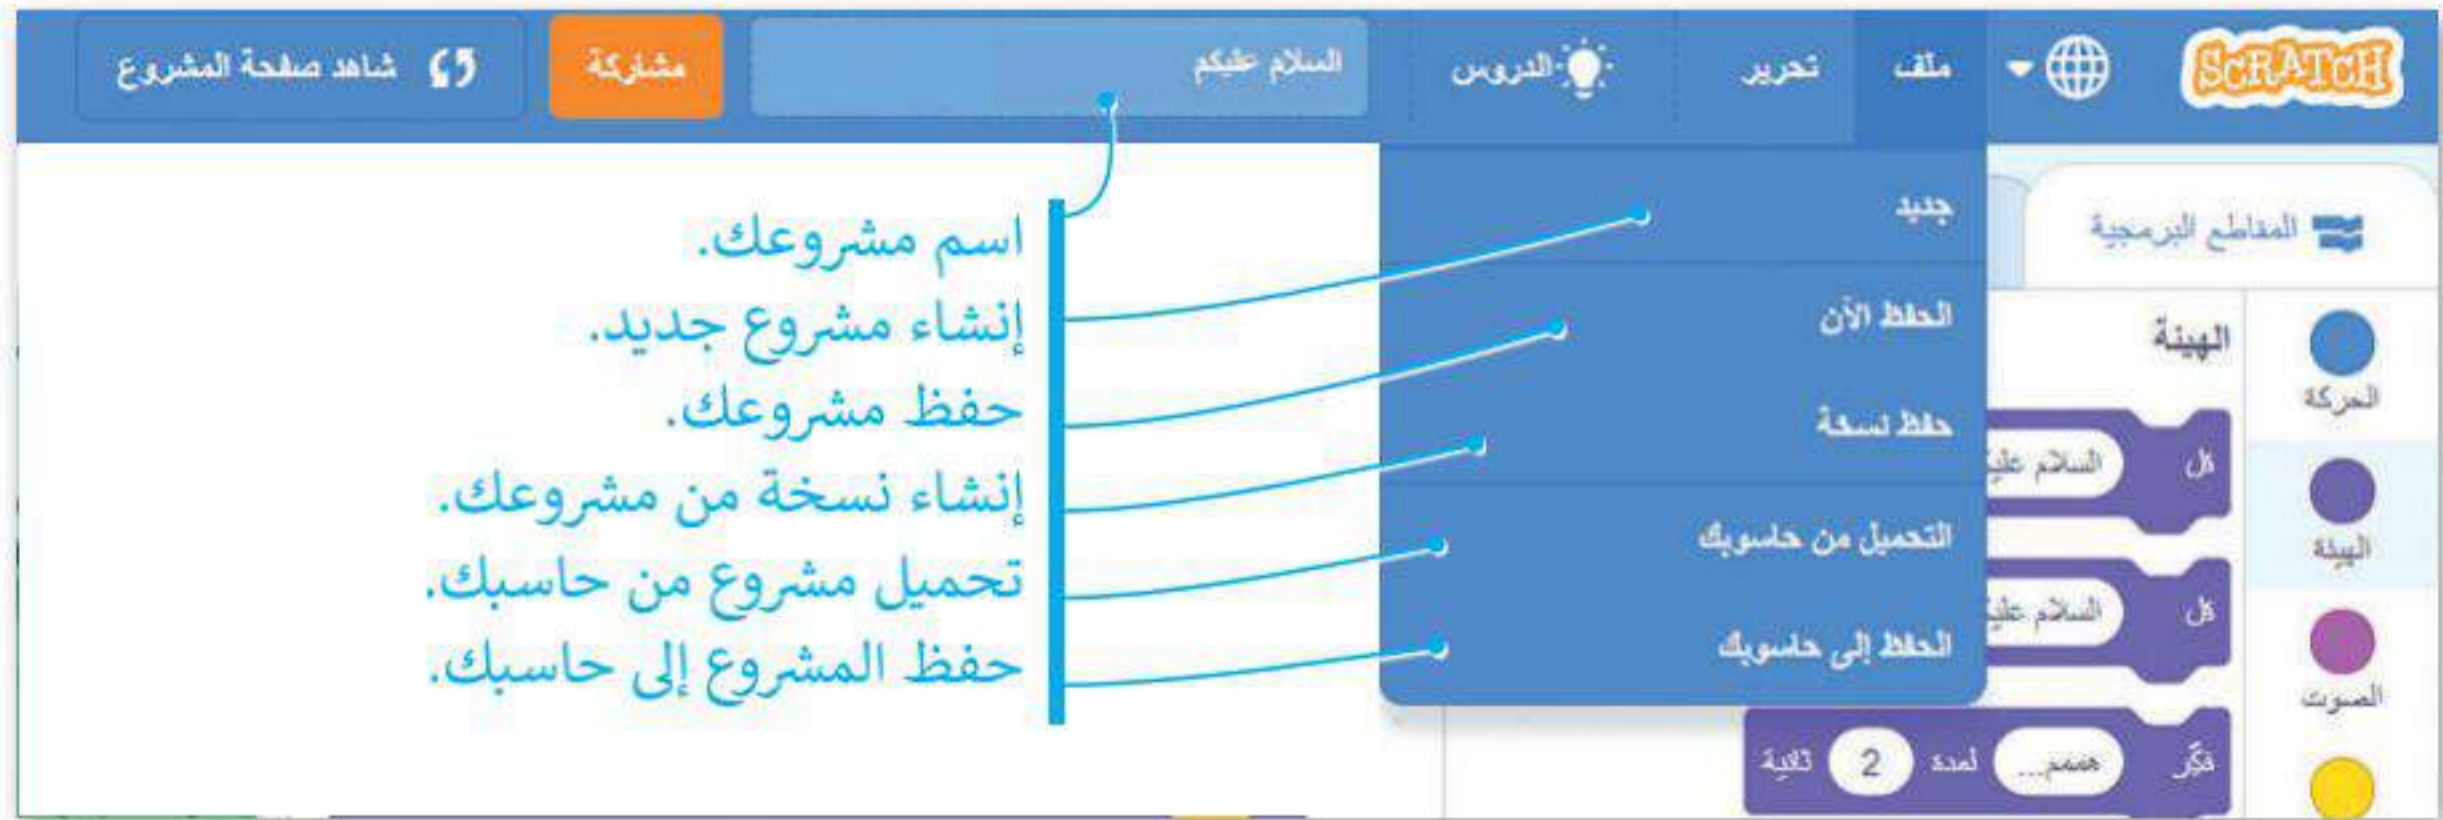 SCRATCH
ملف
تحرير
الدروس
السلام عليكم
مشاركة
شاهد صفحة المشروع
المقاطع البرمجية
جديد
الحفظ الآن
حفظ نسخة
التحميل من حاسوبك
الحفظ إلى حاسوبك
اسم مشروعك.
إنشاء مشروع جديد.
حفظ مشروعك.
إنشاء نسخة من مشروعك.
تحميل مشروع من حاسبك.
حفظ المشروع إلى حاسبك.
الحركة
الهيئة
الصوت
الهيئة
قل السلام
قل السلام
فكّر هممم... لمدة 2 ثانية